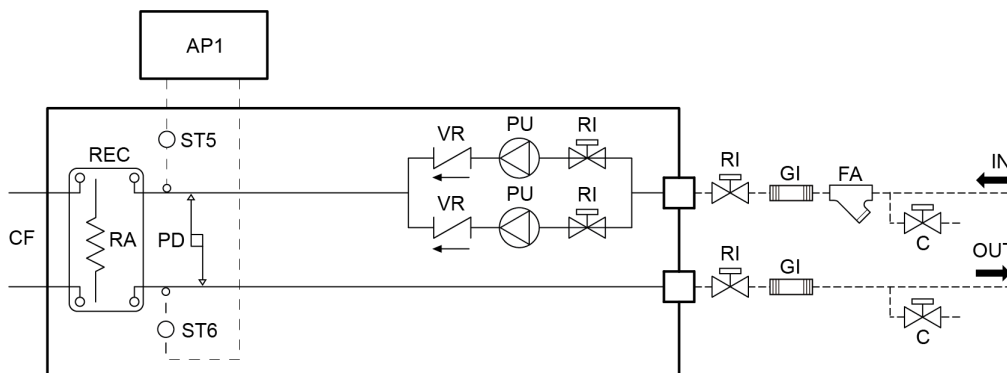 AP1
ST5
REC
VR
PU
RI
RI
GI
FA
IN
VR
PU
RI
CF
RA
PD
C
RI
GI
OUT
ST6
C